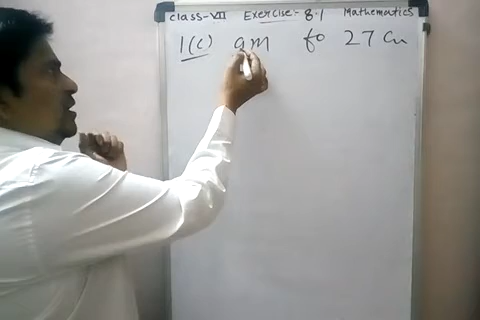 Class-VII Exercise:- 8.1 Mathematics
1(c) 9m to 27 Cm